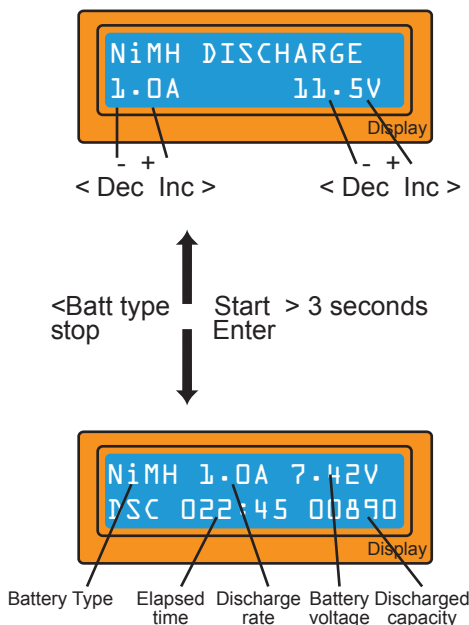 NiMH DISCHARGE
1.0A 11.5V
Display
- + - +
< Dec Inc > < Dec Inc >
<Batt type Start > 3 seconds
stop Enter
NiMH 1.0A 7.42V
DSC 022:45 00890
Display
Battery Type Elapsed Discharge Battery Discharged
time rate voltage capacity